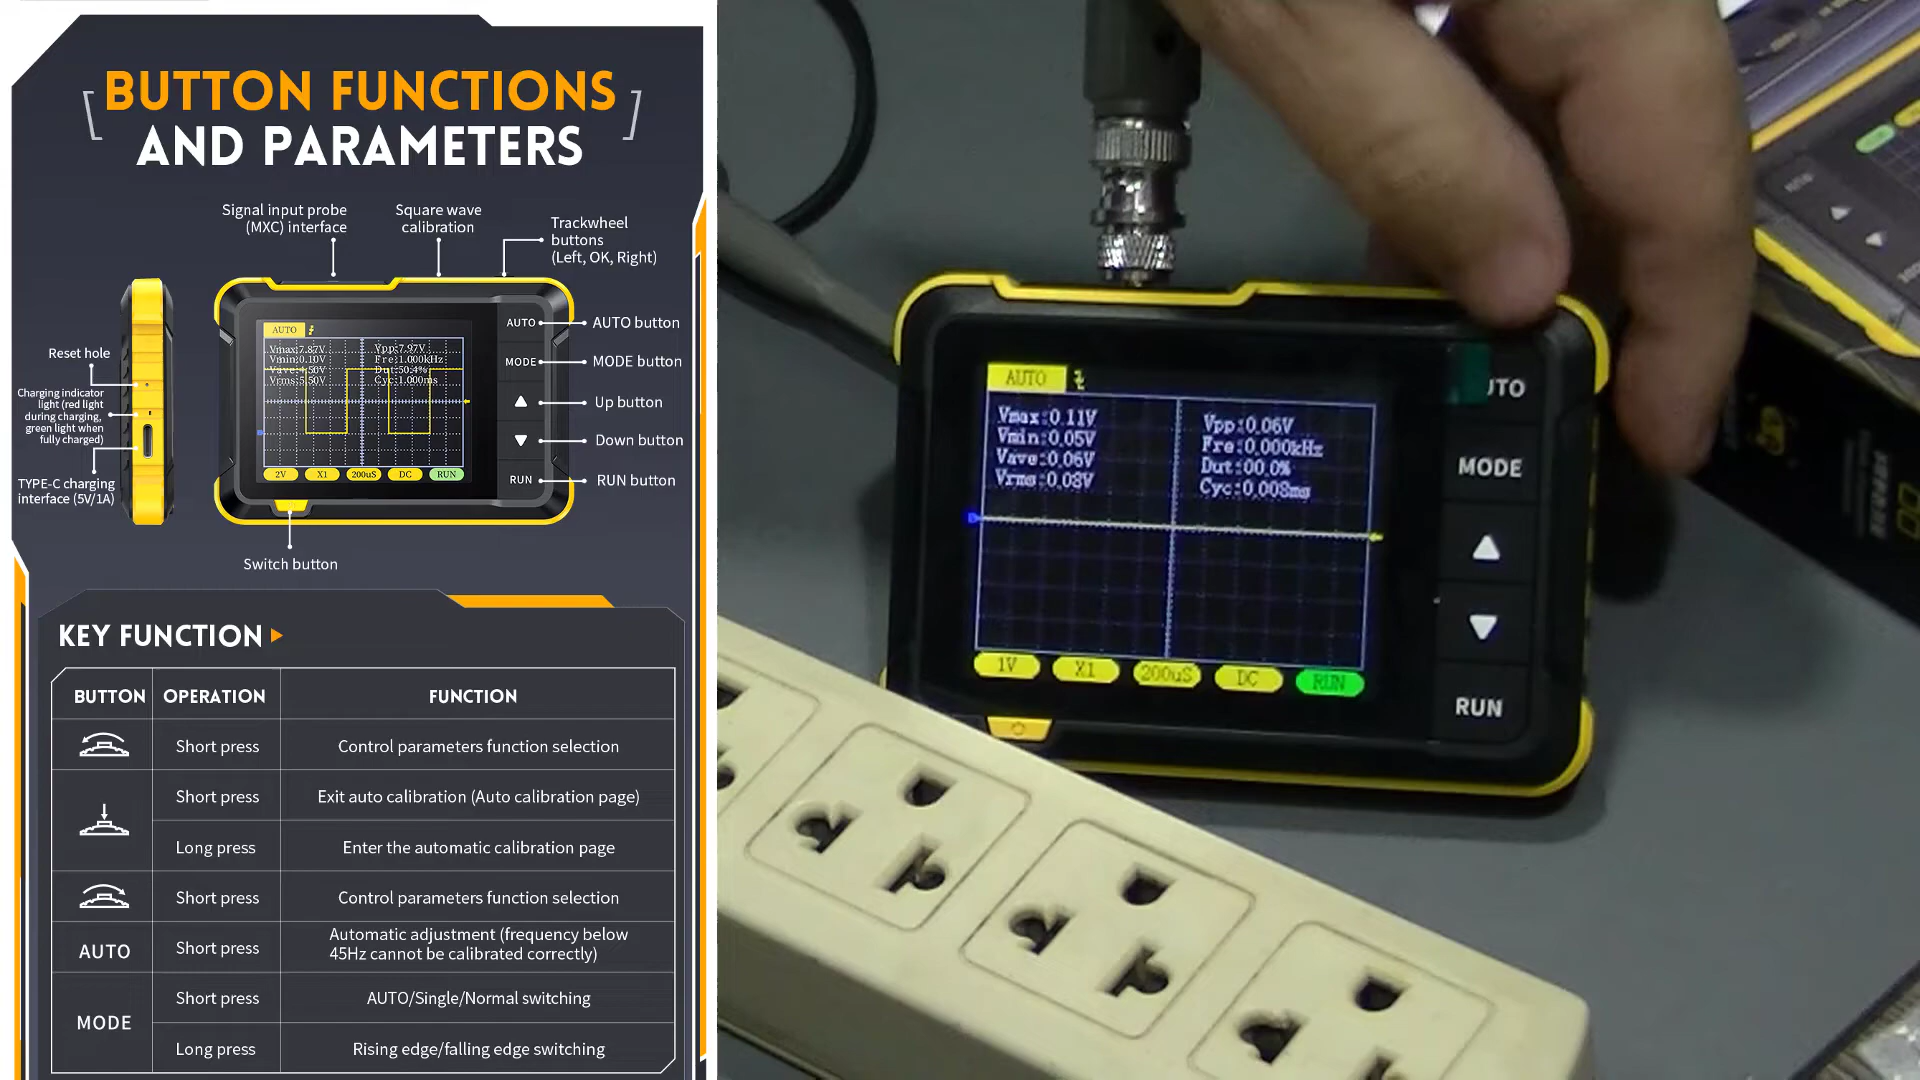 BUTTON FUNCTIONS
AND PARAMETERS
Signal input probe
(MXC) interface
Square wave
calibration
Trackwheel
buttons
(Left, OK, Right)
Reset hole
Charging indicator
light (red light
during charging,
green light when
fully charged)
TYPE-C charging
interface (5V/1A)
AUTO
Vmax:7.87V
Vmin:0.10V
Vave:4.50V
Vrms:5.50V
Vpp:7.97V
Fre:1.000kHz
Dut:50.4%
Cyc:1.000ms
2V X1 200uS DC RUN
AUTO
MODE
RUN
AUTO button
MODE button
Up button
Down button
RUN button
Switch button
KEY FUNCTION
BUTTON OPERATION FUNCTION
Short press Control parameters function selection
Short press Exit auto calibration (Auto calibration page)
Long press Enter the automatic calibration page
Short press Control parameters function selection
AUTO Short press Automatic adjustment (frequency below
45Hz cannot be calibrated correctly)
MODE
Short press AUTO/Single/Normal switching
Long press Rising edge/falling edge switching
AUTO
Vmax:0.11V
Vmin:0.05V
Vave:0.06V
Vrms:0.08V
Vpp:0.06V
Fre:0.000kHz
Dut:00.0%
Cyc:0.008ms
1V X1 200uS DC RUN
UTO
MODE
RUN